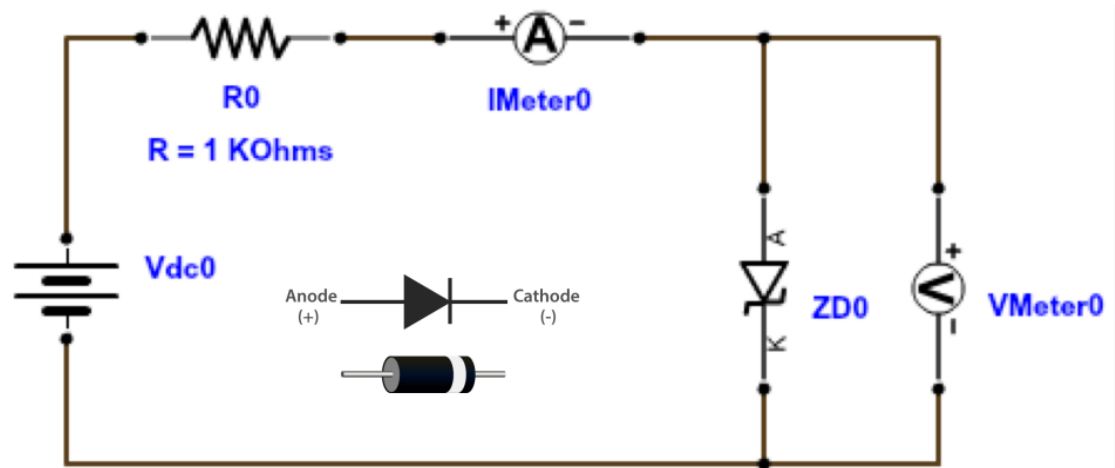 + A -
R0
IMeter0
R = 1 KOhms
Vdc0
Anode
(+)
Cathode
(-)
A
K
ZD0
+
V
-
VMeter0